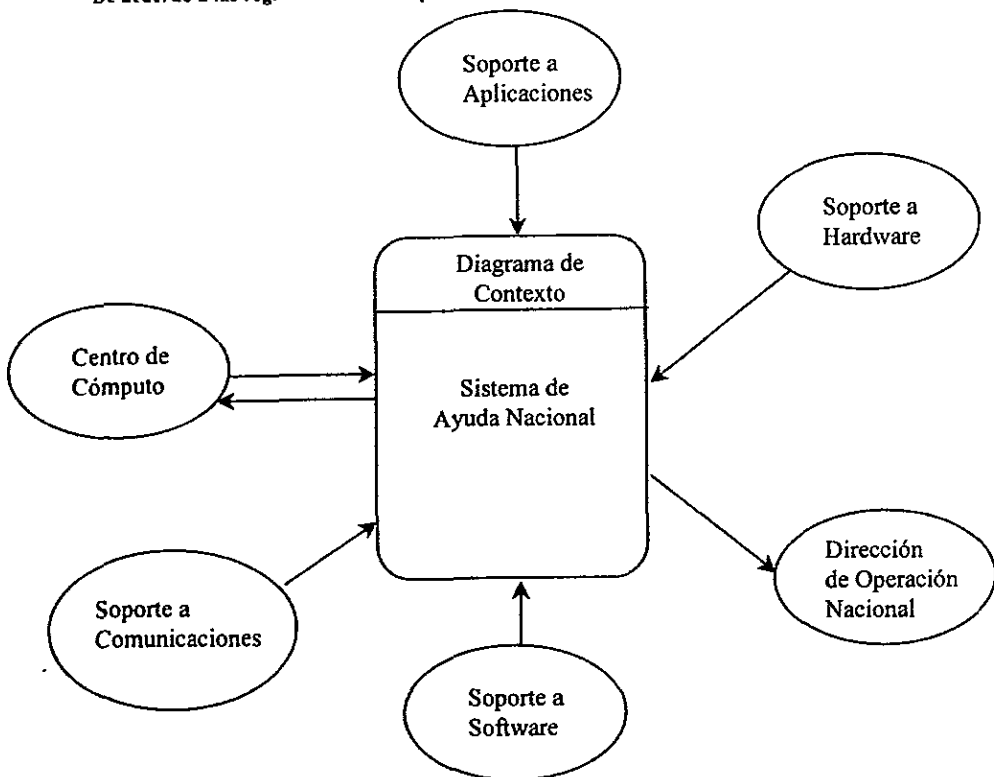 Soporte a
Aplicaciones
Soporte a
Hardware
Diagrama de
Contexto
Centro de
Cómputo
Sistema de
Ayuda Nacional
Dirección
de Operación
Nacional
Soporte a
Comunicaciones
Soporte a
Software